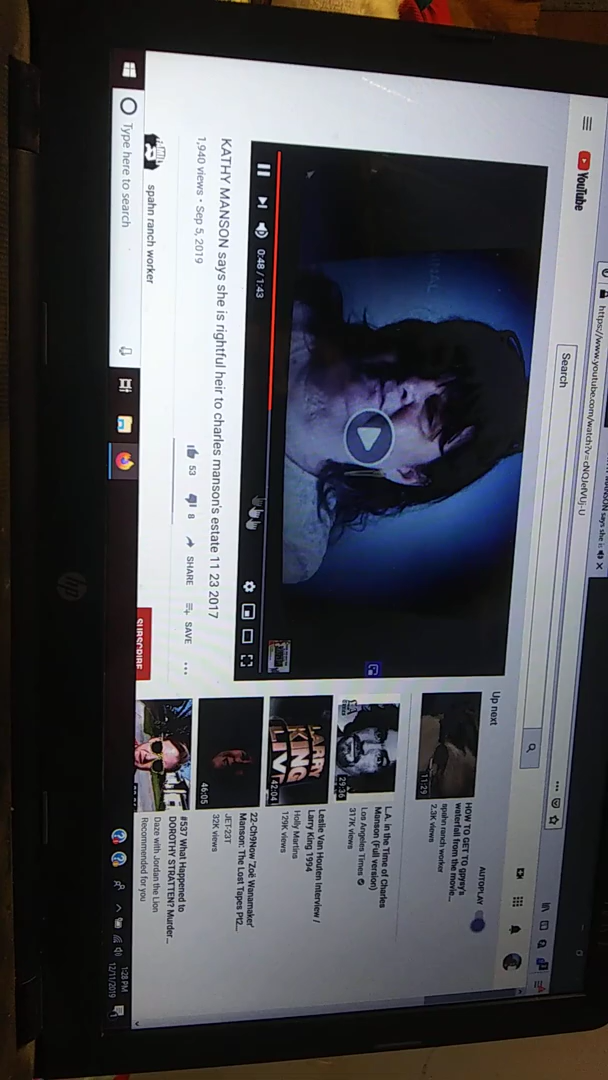 YouTube
https://www.youtube.com/watch?v=
Search
0:48 / 1:43
KATHY MANSON says she is rightful heir to charles manson's estate 11 23 2017
1,940 views • Sep 5, 2019
53
8
SHARE
SAVE
spahn ranch worker
SUBSCRIBE
Up next
AUTOPLAY
11:29
HOW TO GET TO gpysy's
waterfall from the movie...
spahn ranch worker
2.3K views
29:36
L.A. in the Time of Charles
Manson (Full version)
Los Angeles Times
317K views
LARRY
KING
LIVE
42:04
Leslie Van Houten Interview /
Larry King 1994
Holly Martins
129K views
46:05
22-Ch?Now 'Zoë Wanamaker'
Manson: The Lost Tapes Pt2...
JET-23T
32K views
#537 What Happened to
DOROTHY STRATTEN? Murder...
Daze with Jordan the Lion
Recommended for you
Type here to search
1:28 PM
12/11/2019
hp